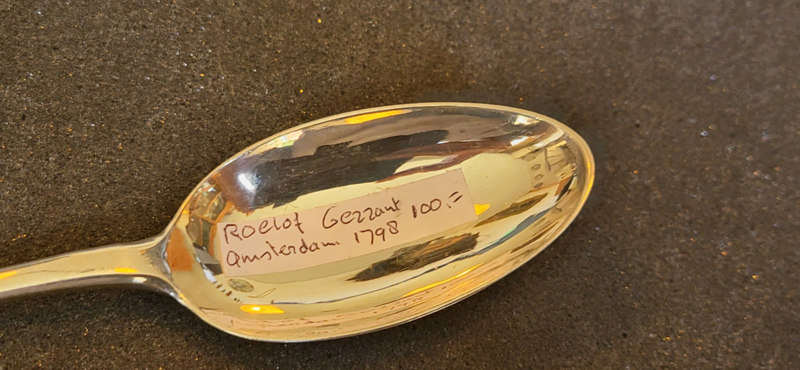 Roelof Gezzant 100.=
Amsterdam 1798